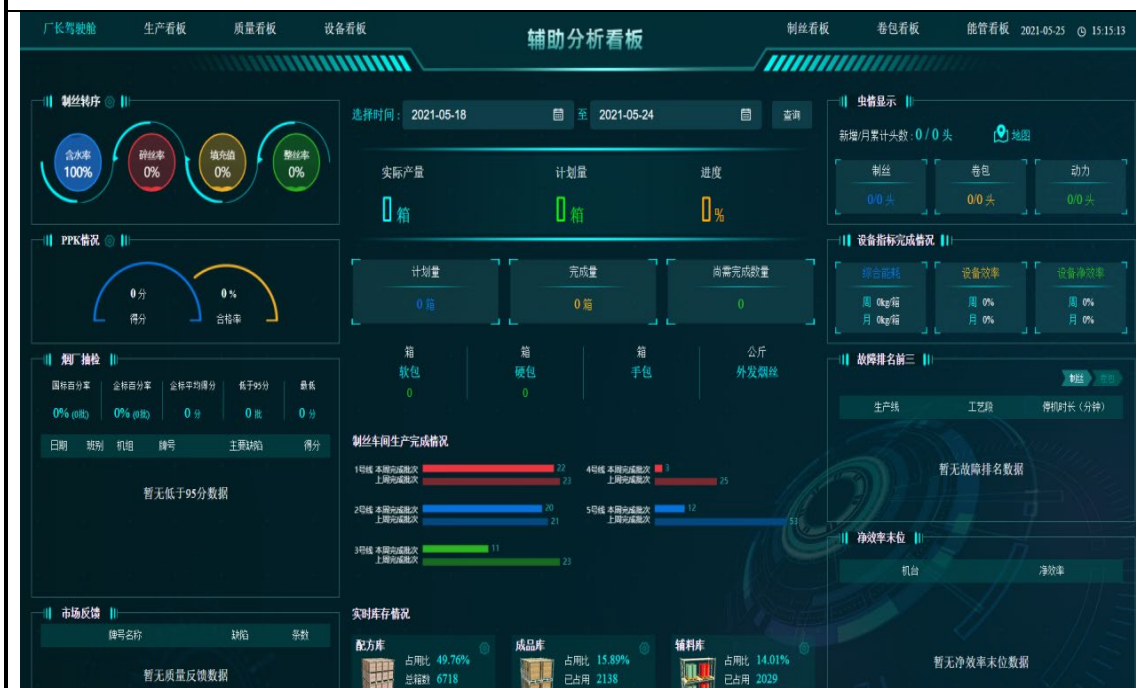 厂长驾驶舱 生产看板 质量看板 设备看板 辅助分析看板 制丝看板 卷包看板 能管看板 2021-05-25 15:15:13
制丝转序
含水率 碎丝率 填充值 整丝率
100% 0% 0% 0%
PPK情况
0分 0%
得分 合格率
烟厂抽检
国标百分率 企标百分率 企标平均得分 低于95分 最低
0% (0批) 0% (0批) 0分 0批 0分
日期 班别 机组 牌号 主要缺陷 得分
暂无低于95分数据
市场反馈
牌号名称 缺陷 条数
暂无质量反馈数据
选择时间: 2021-05-18 至 2021-05-24 查询
实际产量 计划量 进度
0箱 0箱 0%
计划量 完成量 尚需完成数量
0箱 0箱 0
箱 箱 箱 公斤
软包 硬包 手包 外发烟丝
0 0
制丝车间生产完成情况
1号线 本周完成批次 22 4号线 本周完成批次 3
上周完成批次 23 上周完成批次 25
2号线 本周完成批次 20 5号线 本周完成批次 12
上周完成批次 21 上周完成批次 53
3号线 本周完成批次 11
上周完成批次 23
实时库存情况
配方库 成品库 辅料库
占用比 49.76% 占用比 15.89% 占用比 14.01%
总箱数 6718 已占用 2138 已占用 2029
虫情显示
新增/月累计头数:0/0头 地图
制丝 卷包 动力
0/0头 0/0头 0/0头
设备指标完成情况
综合能耗 设备效率 设备净效率
周 0kg/箱 周 0% 周 0%
月 0kg/箱 月 0% 月 0%
故障排名前三
制丝 卷包
生产线 工艺段 停机时长(分钟)
暂无故障排名数据
净效率末位
机台 净效率
暂无净效率末位数据